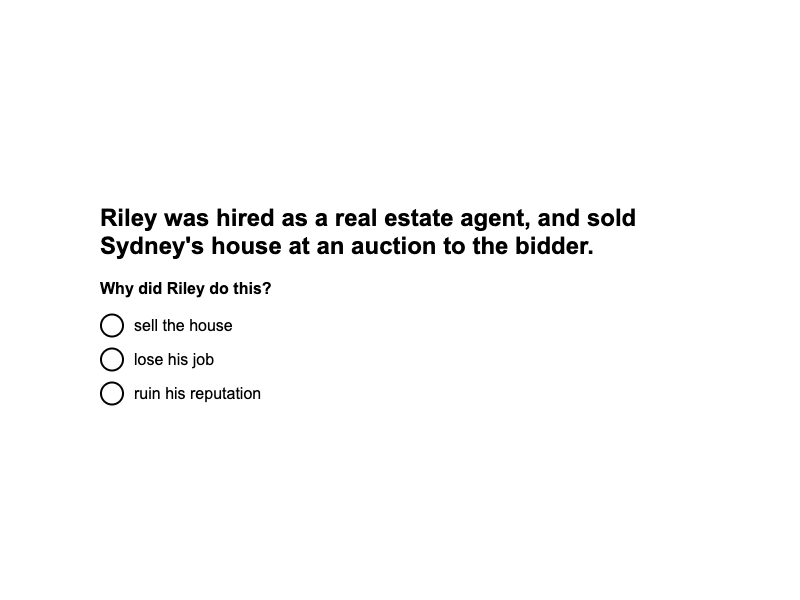 Riley was hired as a real estate agent, and sold
Sydney's house at an auction to the bidder.
Why did Riley do this?
sell the house
lose his job
ruin his reputation